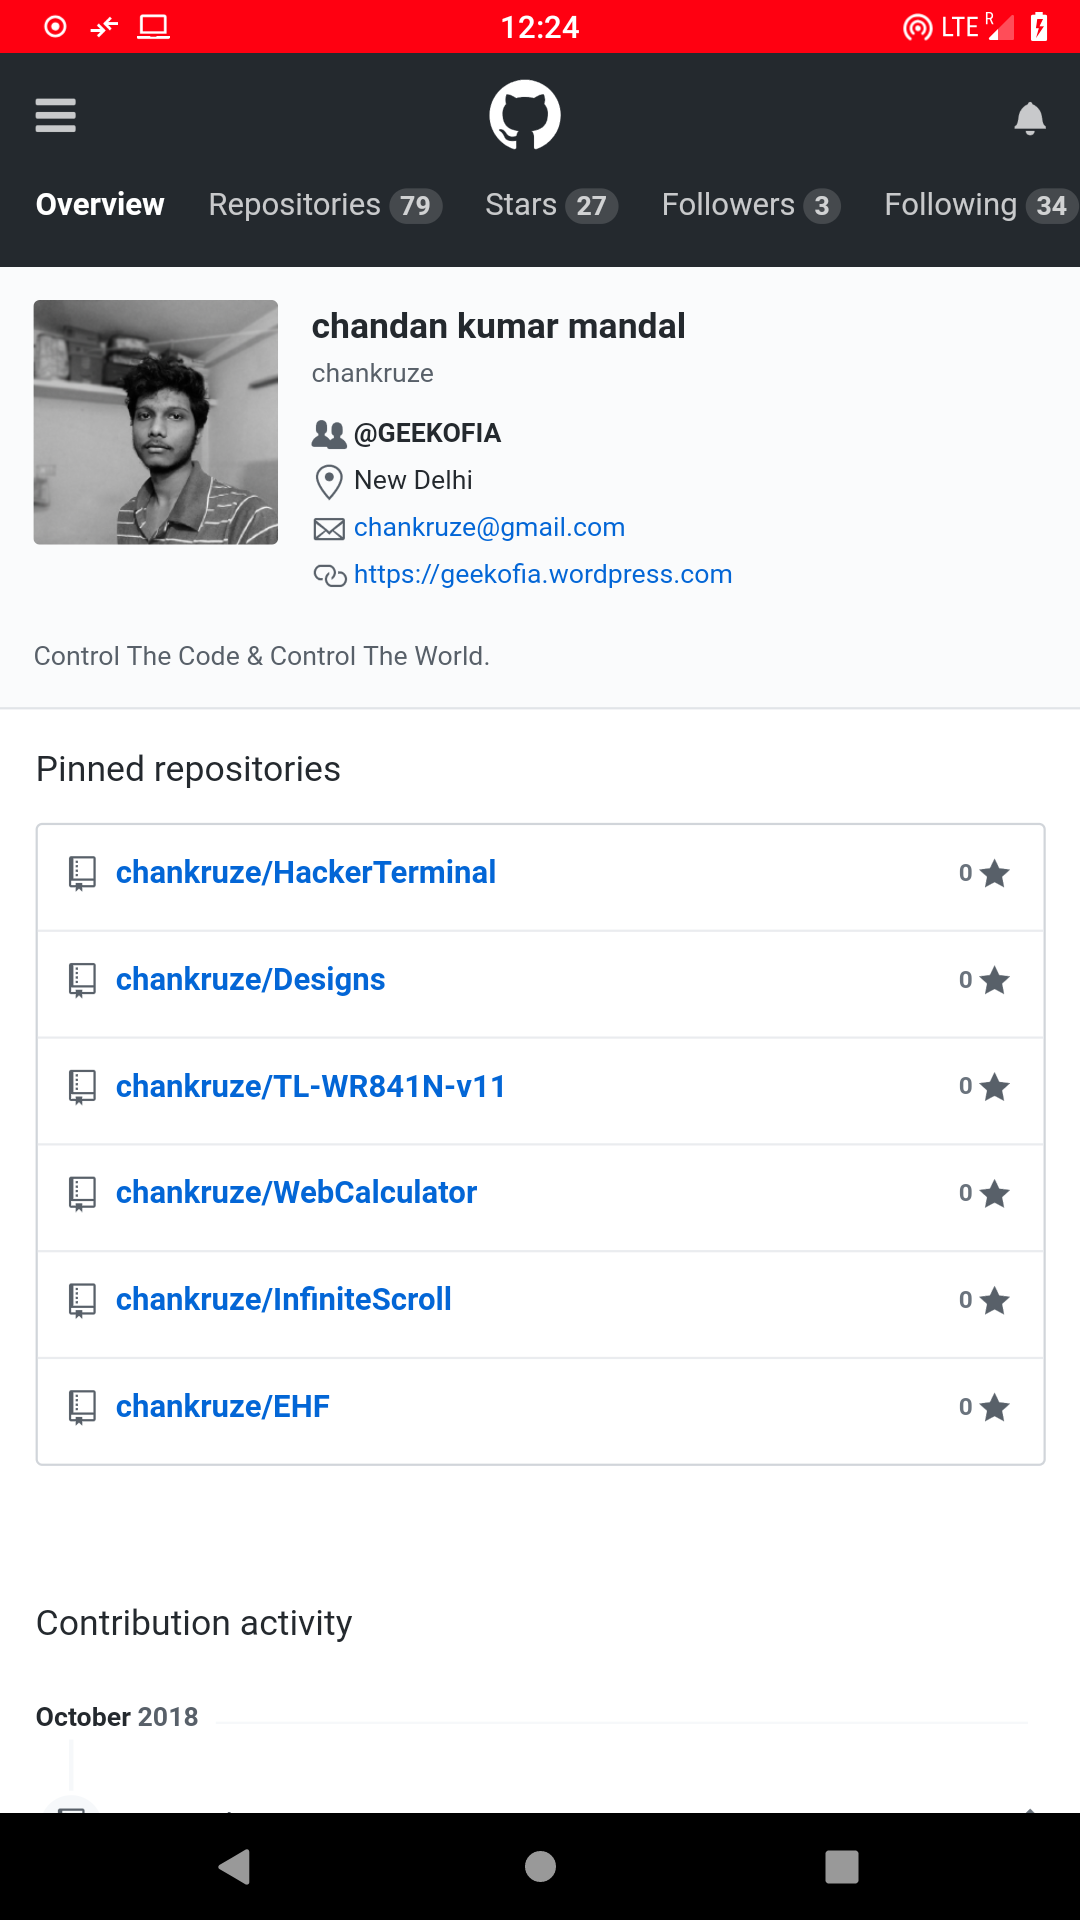 12:24
LTE R
Overview Repositories 79 Stars 27 Followers 3 Following 34
chandan kumar mandal
chankruze
@GEEKOFIA
New Delhi
chankruze@gmail.com
https://geekofia.wordpress.com
Control The Code & Control The World.
Pinned repositories
chankruze/HackerTerminal 0
chankruze/Designs 0
chankruze/TL-WR841N-v11 0
chankruze/WebCalculator 0
chankruze/InfiniteScroll 0
chankruze/EHF 0
Contribution activity
October 2018